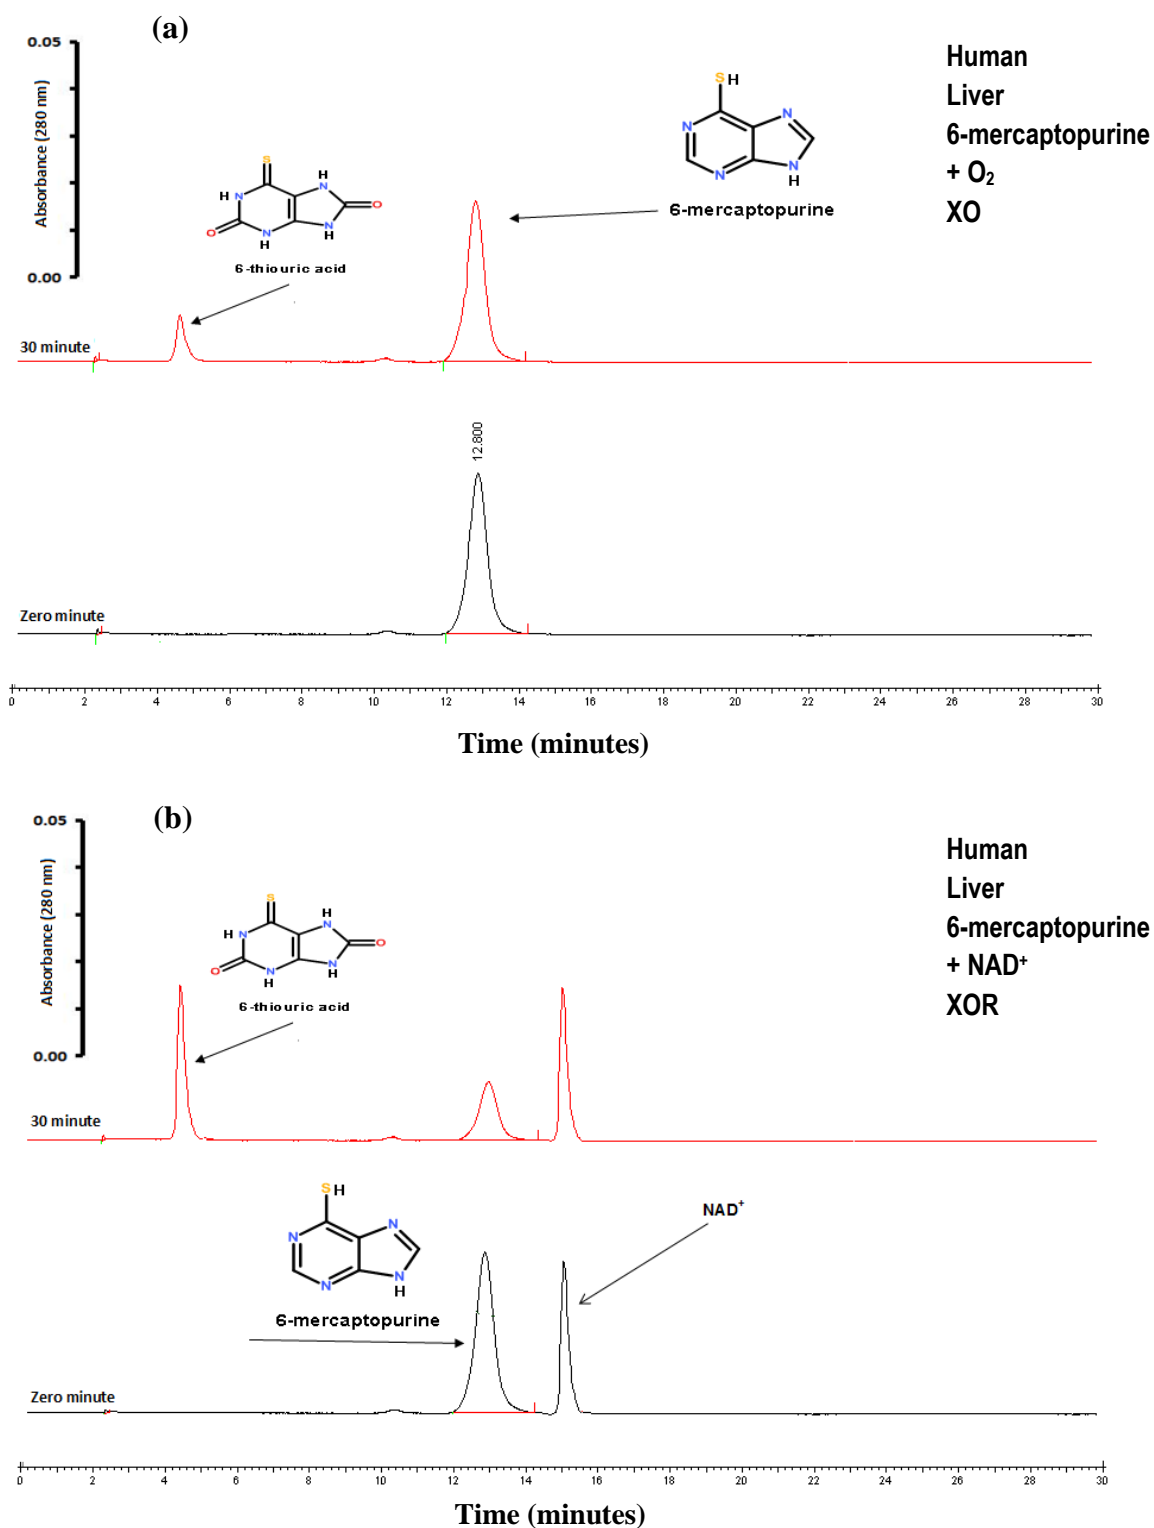 (a)
0.05
Absorbance (280 nm)
0.00
Human
Liver
6-mercaptopurine
+ O₂
XO
S
H
N
N
N
N
H
6-mercaptopurine
S
H
N
H
N
O
O
N
H
N
H
6-thiouric acid
30 minute
12.800
Zero minute
0 2 4 6 8 10 12 14 16 18 20 22 24 26 28 30
Time (minutes)
(b)
0.05
Absorbance (280 nm)
0.00
Human
Liver
6-mercaptopurine
+ NAD⁺
XOR
S
H
N
H
N
O
O
N
H
N
H
6-thiouric acid
30 minute
S
H
N
N
N
N
H
6-mercaptopurine
NAD⁺
Zero minute
0 2 4 6 8 10 12 14 16 18 20 22 24 26 28 30
Time (minutes)